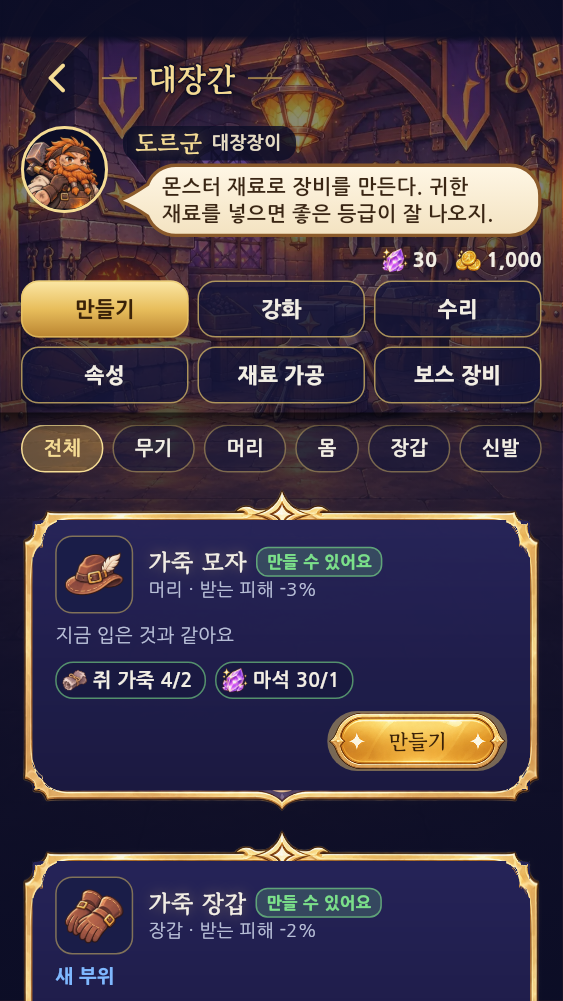 대장간
도르군 대장장이
몬스터 재료로 장비를 만든다. 귀한
재료를 넣으면 좋은 등급이 잘 나오지.
30 1,000
만들기 강화 수리
속성 재료 가공 보스 장비
전체 무기 머리 몸 장갑 신발
가죽 모자 만들 수 있어요
머리 · 받는 피해 -3%
지금 입은 것과 같아요
쥐 가죽 4/2 마석 30/1
만들기
가죽 장갑 만들 수 있어요
장갑 · 받는 피해 -2%
새 부위